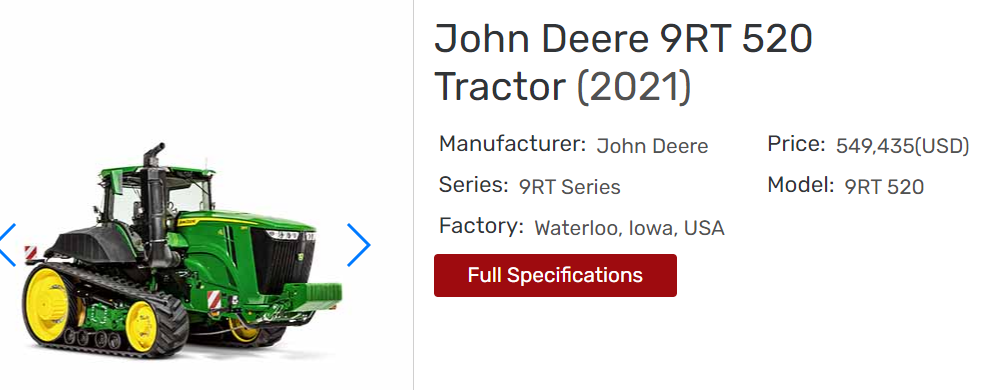 John Deere 9RT 520
Tractor (2021)
Manufacturer: John Deere Price: 549,435(USD)
Series: 9RT Series Model: 9RT 520
Factory: Waterloo, Iowa, USA
Full Specifications